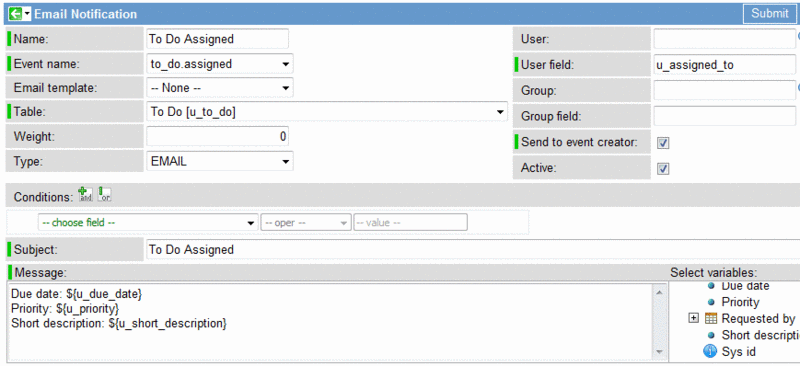 Email Notification Submit
Name: To Do Assigned User:
Event name: to_do.assigned User field: u_assigned_to
Email template: -- None -- Group:
Table: To Do [u_to_do] Group field:
Weight: 0 Send to event creator:
Type: EMAIL Active:
Conditions: and or
-- choose field -- -- oper -- -- value --
Subject: To Do Assigned
Message: Select variables:
Due date: ${u_due_date}
Priority: ${u_priority}
Short description: ${u_short_description}
Due date
Priority
Requested by
Short descripti
Sys id